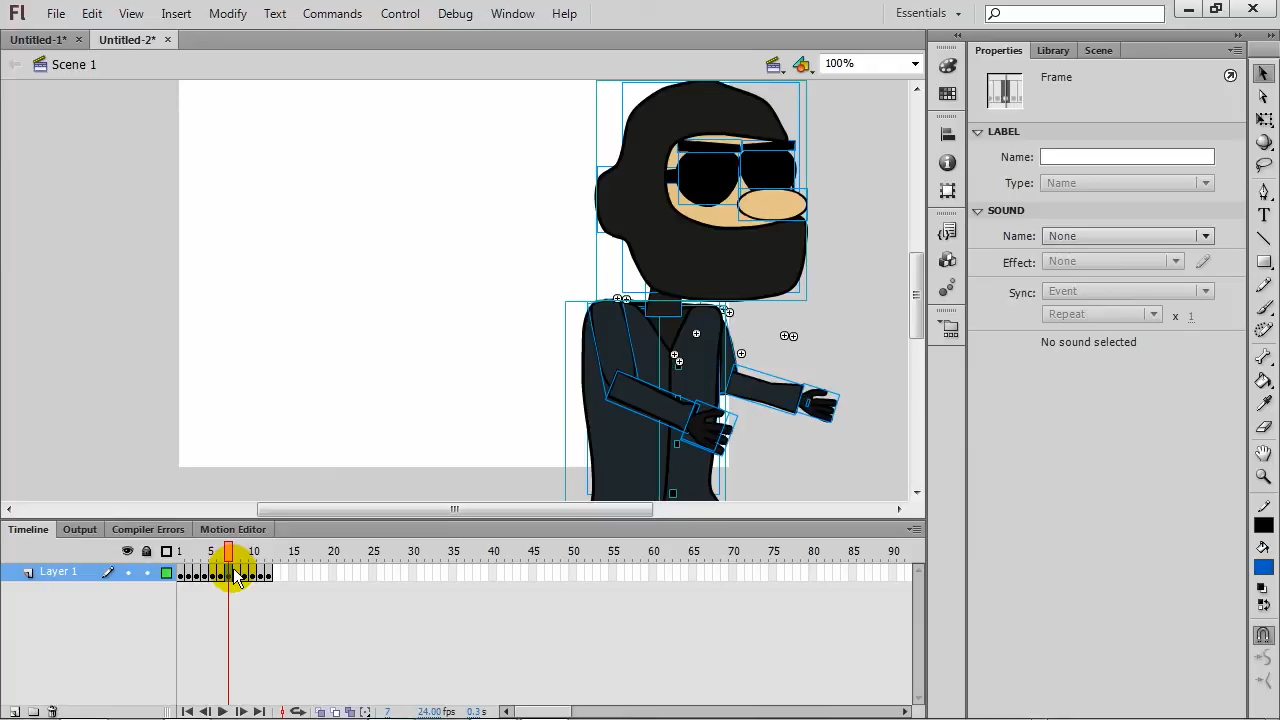 Fl File Edit View Insert Modify Text Commands Control Debug Window Help Essentials
Untitled-1* × Untitled-2* ×
Scene 1 100%
Properties Library Scene
Frame
LABEL
Name:
Type: Name
SOUND
Name: None
Effect: None
Sync: Event
Repeat x 1
No sound selected
Timeline Output Compiler Errors Motion Editor
1 5 10 15 20 25 30 35 40 45 50 55 60 65 70 75 80 85 90
Layer 1
7 24.00 fps 0.3 s